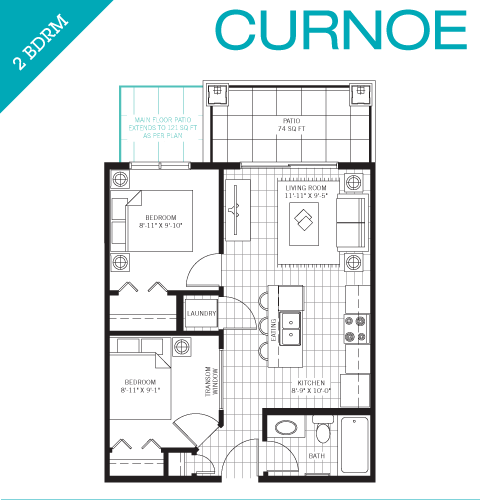 2 BDRM
CURNOE
MAIN FLOOR PATIO
EXTENDS TO 121 SQ FT
AS PER PLAN
PATIO
74 SQ FT
LIVING ROOM
11'-11" X 9'-5"
BEDROOM
8'-11" X 9'-10"
LAUNDRY
EATING
BEDROOM
8'-11" X 9'-1"
TRANSOM
WINDOW
KITCHEN
8'-9" X 10'-0"
BATH